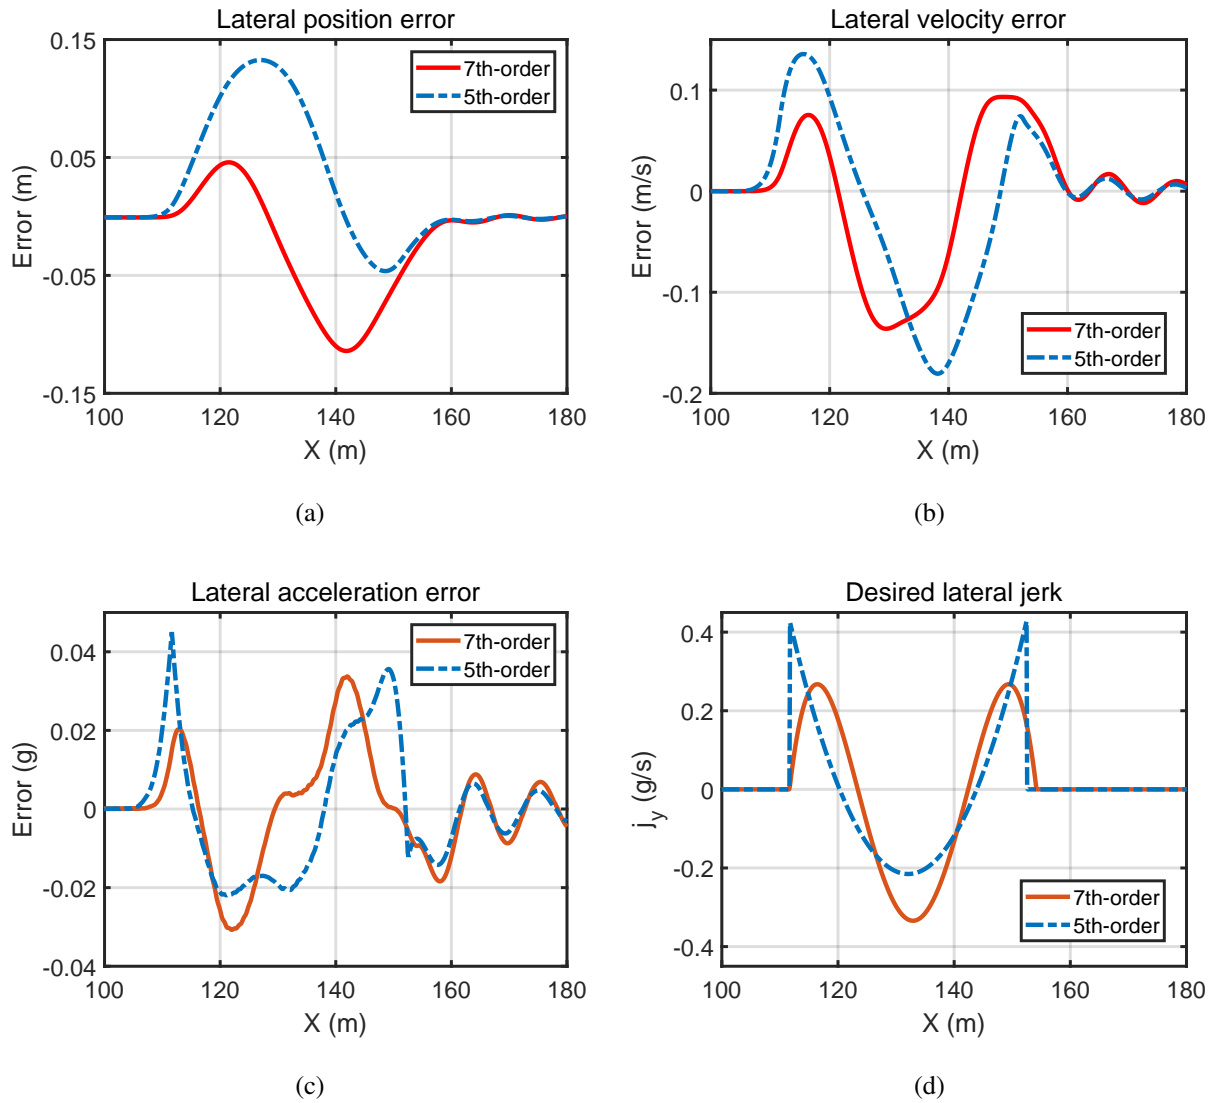 Lateral position error
0.15
0.05
-0.05
-0.15
Error (m)
7th-order
5th-order
100 120 140 160 180
X (m)
(a)
Lateral velocity error
0.1
0
-0.1
-0.2
Error (m/s)
7th-order
5th-order
100 120 140 160 180
X (m)
(b)
Lateral acceleration error
0.04
0.02
0
-0.02
-0.04
Error (g)
7th-order
5th-order
100 120 140 160 180
X (m)
(c)
Desired lateral jerk
0.4
0.2
0
-0.2
-0.4
j_y (g/s)
7th-order
5th-order
100 120 140 160 180
X (m)
(d)